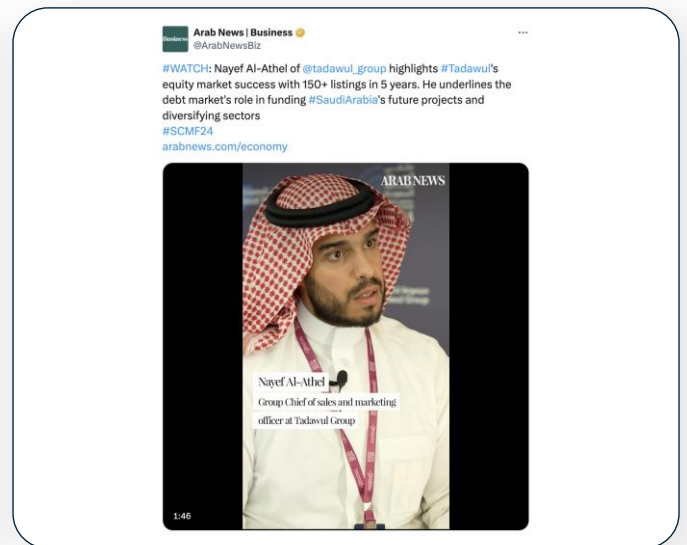 Business
Arab News | Business
@ArabNewsBiz
#WATCH: Nayef Al-Athel of @tadawul_group highlights #Tadawul's
equity market success with 150+ listings in 5 years. He underlines the
debt market's role in funding #SaudiArabia's future projects and
diversifying sectors
#SCMF24
arabnews.com/economy
ARAB NEWS
Nayef Al-Athel
Group Chief of sales and marketing
officer at Tadawul Group
1:46